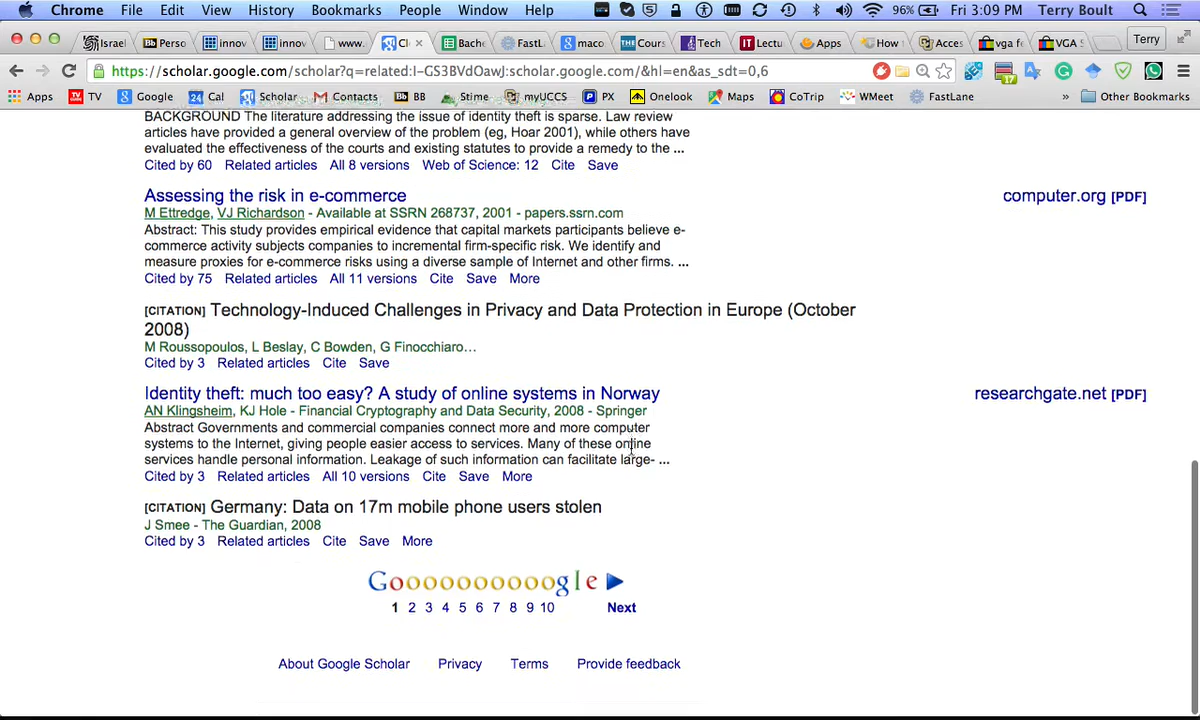 Chrome File Edit View History Bookmarks People Window Help 96% Fri 3:09 PM Terry Boult
Israel Bb Perso innov innov www. Cl Bache FastL maco THE Cours Tech IT Lectu Apps How Acces vga f VGA S Terry
https://scholar.google.com/scholar?q=related:I-GS3BVdOawJ:scholar.google.com/&hl=en&as_sdt=0,6
Apps TV Google Cal Scholar Contacts BB Stime myUCCS PX Onelook Maps CoTrip WMeet FastLane » Other Bookmarks
BACKGROUND The literature addressing the issue of identity theft is sparse. Law review
articles have provided a general overview of the problem (eg, Hoar 2001), while others have
evaluated the effectiveness of the courts and existing statutes to provide a remedy to the ...
Cited by 60 Related articles All 8 versions Web of Science: 12 Cite Save
Assessing the risk in e-commerce computer.org [PDF]
M Ettredge, VJ Richardson - Available at SSRN 268737, 2001 - papers.ssrn.com
Abstract: This study provides empirical evidence that capital markets participants believe e-
commerce activity subjects companies to incremental firm-specific risk. We identify and
measure proxies for e-commerce risks using a diverse sample of Internet and other firms. ...
Cited by 75 Related articles All 11 versions Cite Save More
[CITATION] Technology-Induced Challenges in Privacy and Data Protection in Europe (October
2008)
M Roussopoulos, L Beslay, C Bowden, G Finocchiaro…
Cited by 3 Related articles Cite Save
Identity theft: much too easy? A study of online systems in Norway researchgate.net [PDF]
AN Klingsheim, KJ Hole - Financial Cryptography and Data Security, 2008 - Springer
Abstract Governments and commercial companies connect more and more computer
systems to the Internet, giving people easier access to services. Many of these online
services handle personal information. Leakage of such information can facilitate large- ...
Cited by 3 Related articles All 10 versions Cite Save More
[CITATION] Germany: Data on 17m mobile phone users stolen
J Smee - The Guardian, 2008
Cited by 3 Related articles Cite Save More
Goooooooooogle
1 2 3 4 5 6 7 8 9 10 Next
About Google Scholar Privacy Terms Provide feedback